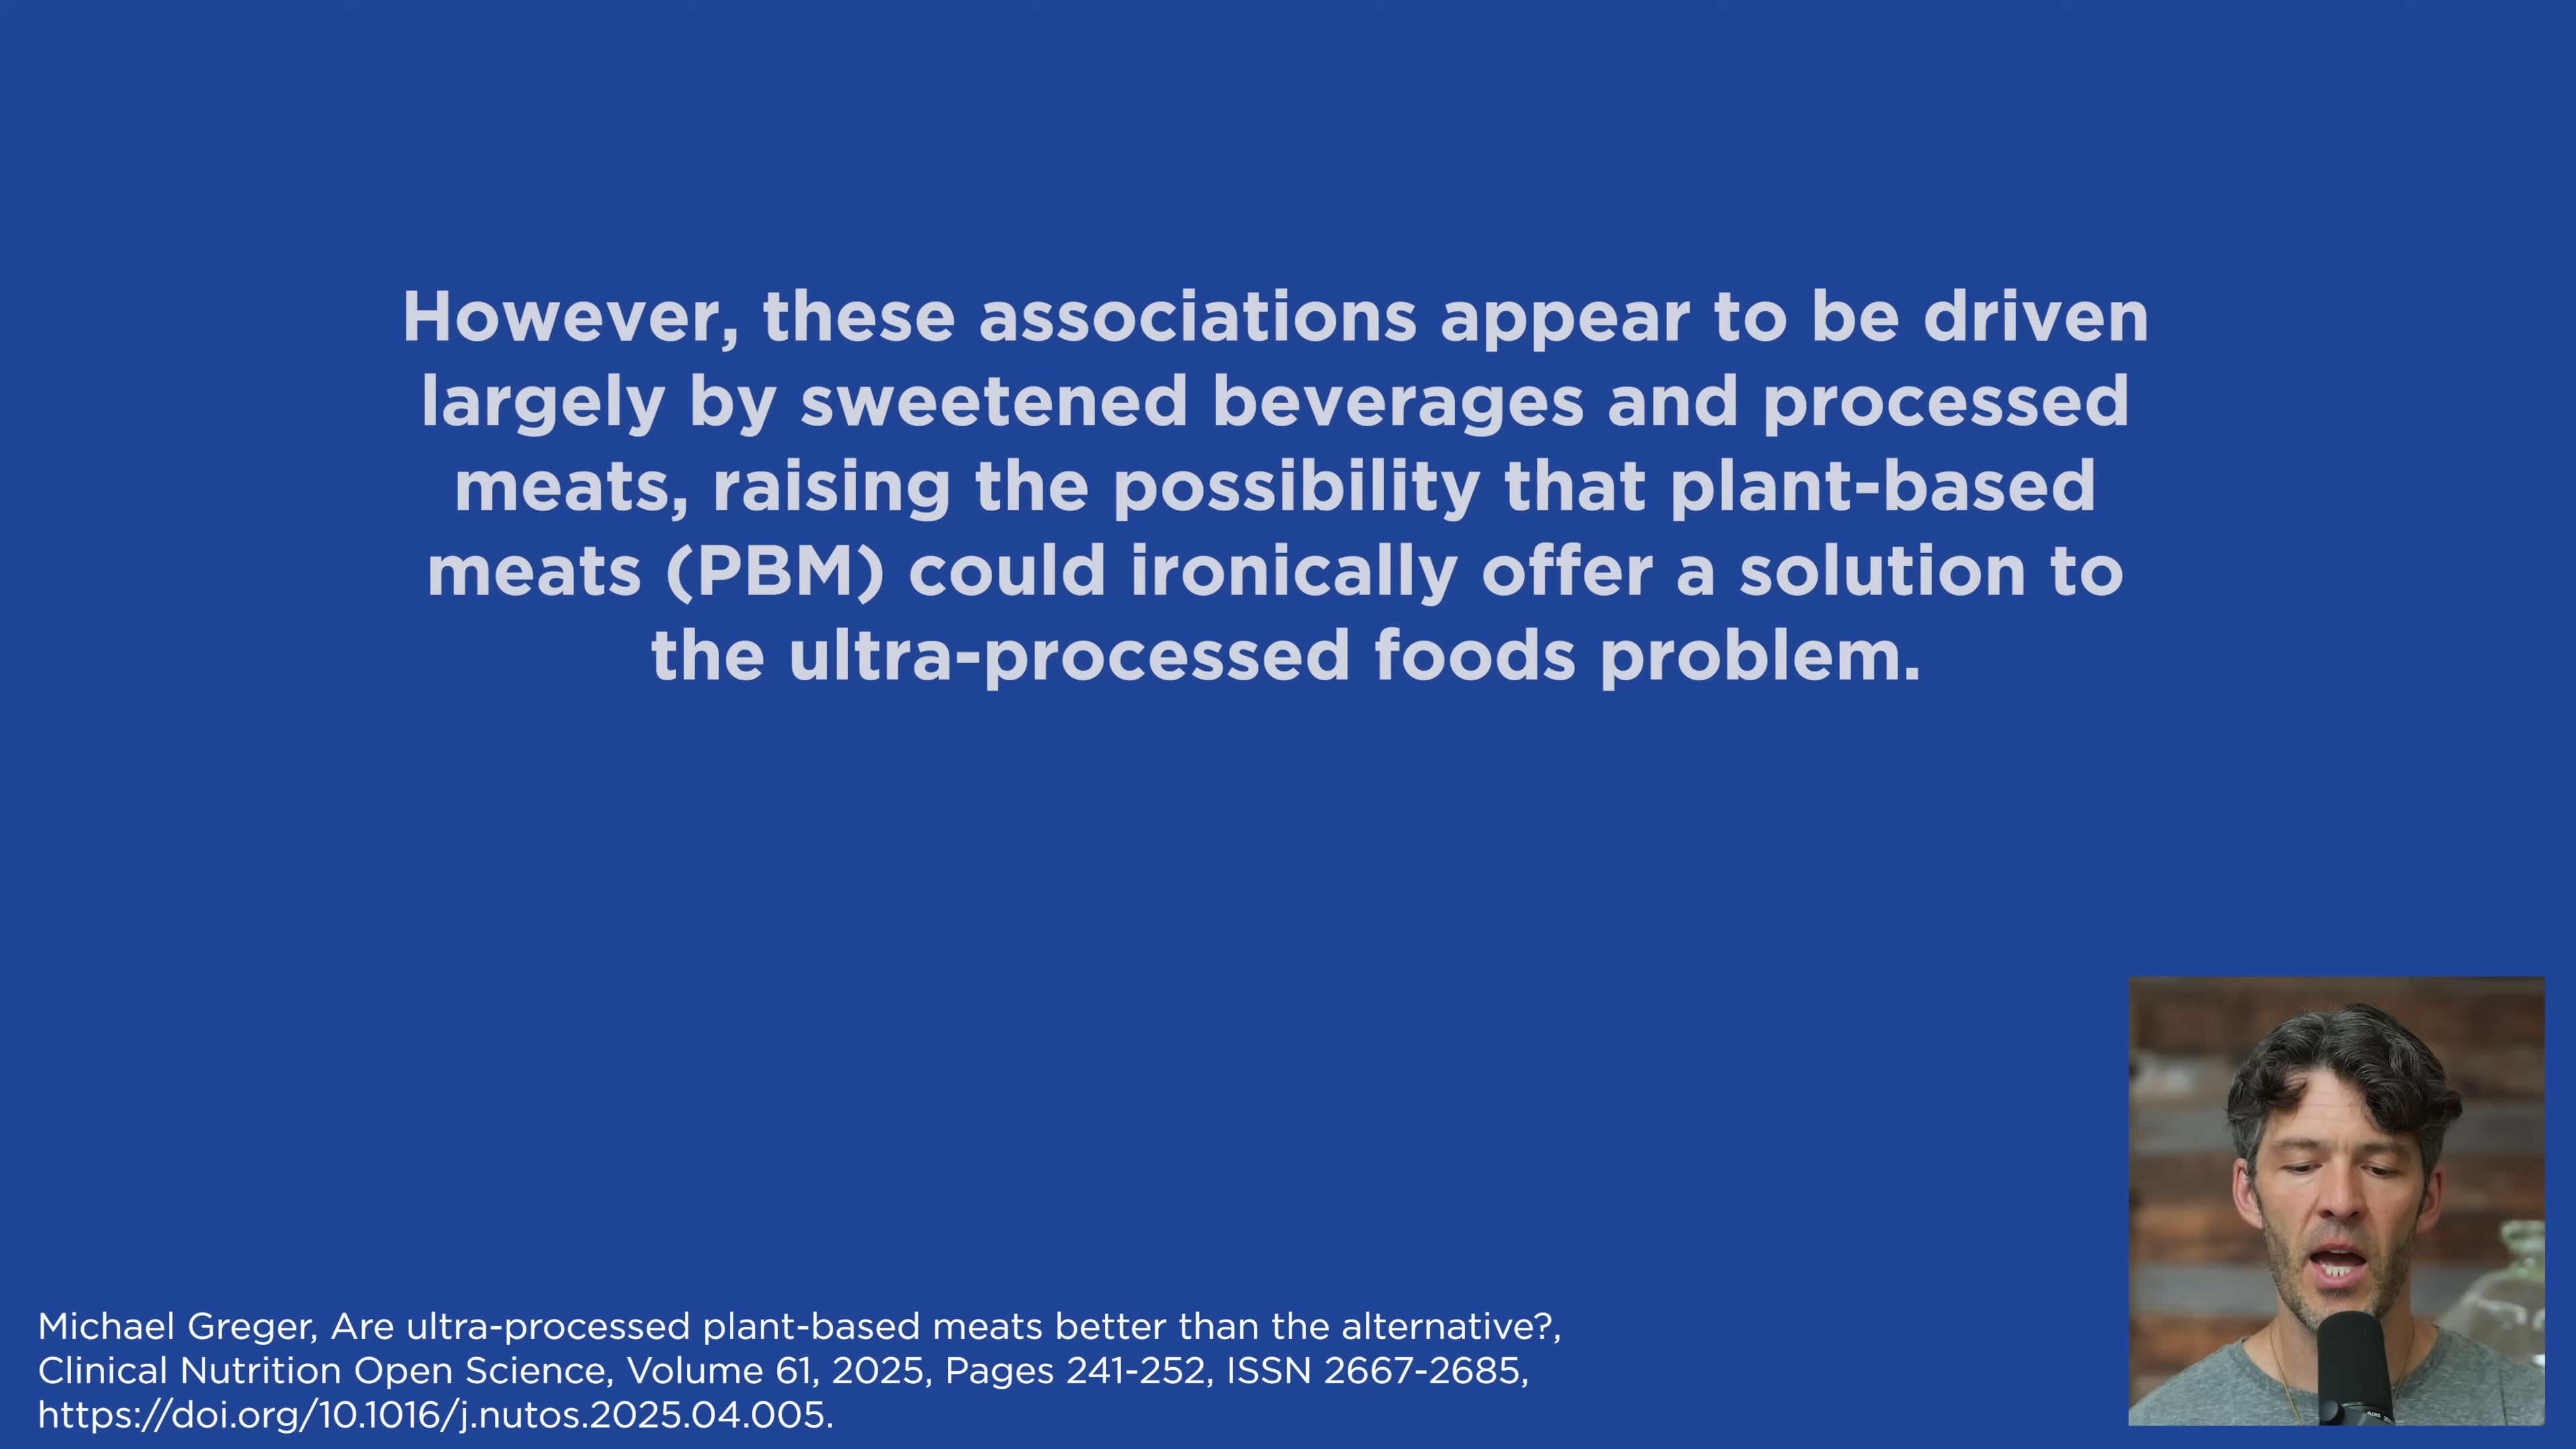 However, these associations appear to be driven
largely by sweetened beverages and processed
meats, raising the possibility that plant-based
meats (PBM) could ironically offer a solution to
the ultra-processed foods problem.
Michael Greger, Are ultra-processed plant-based meats better than the alternative?,
Clinical Nutrition Open Science, Volume 61, 2025, Pages 241-252, ISSN 2667-2685,
https://doi.org/10.1016/j.nutos.2025.04.005.